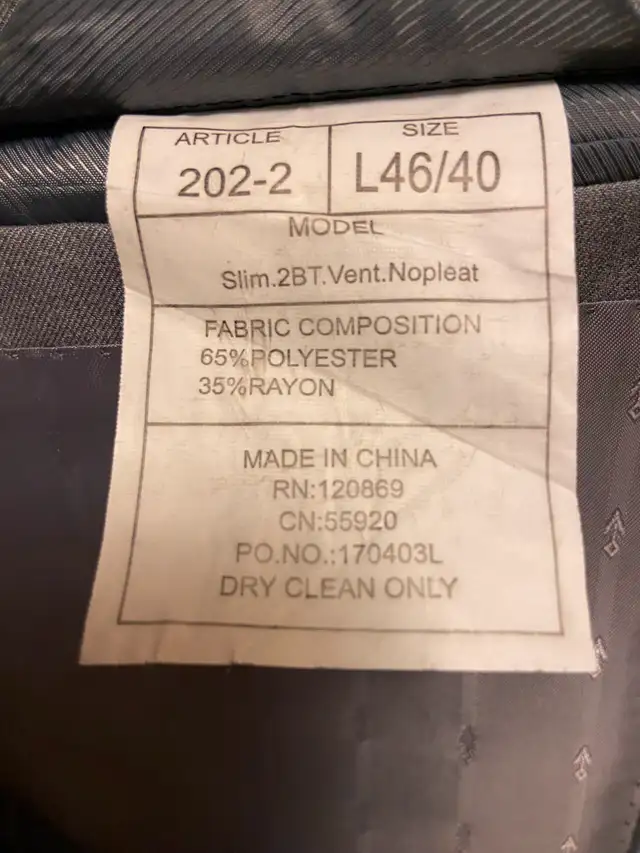 ARTICLE
202-2
SIZE
L46/40
MODEL
Slim.2BT.Vent.Nopleat
FABRIC COMPOSITION
65%POLYESTER
35%RAYON
MADE IN CHINA
RN:120869
CN:55920
PO.NO.:170403L
DRY CLEAN ONLY